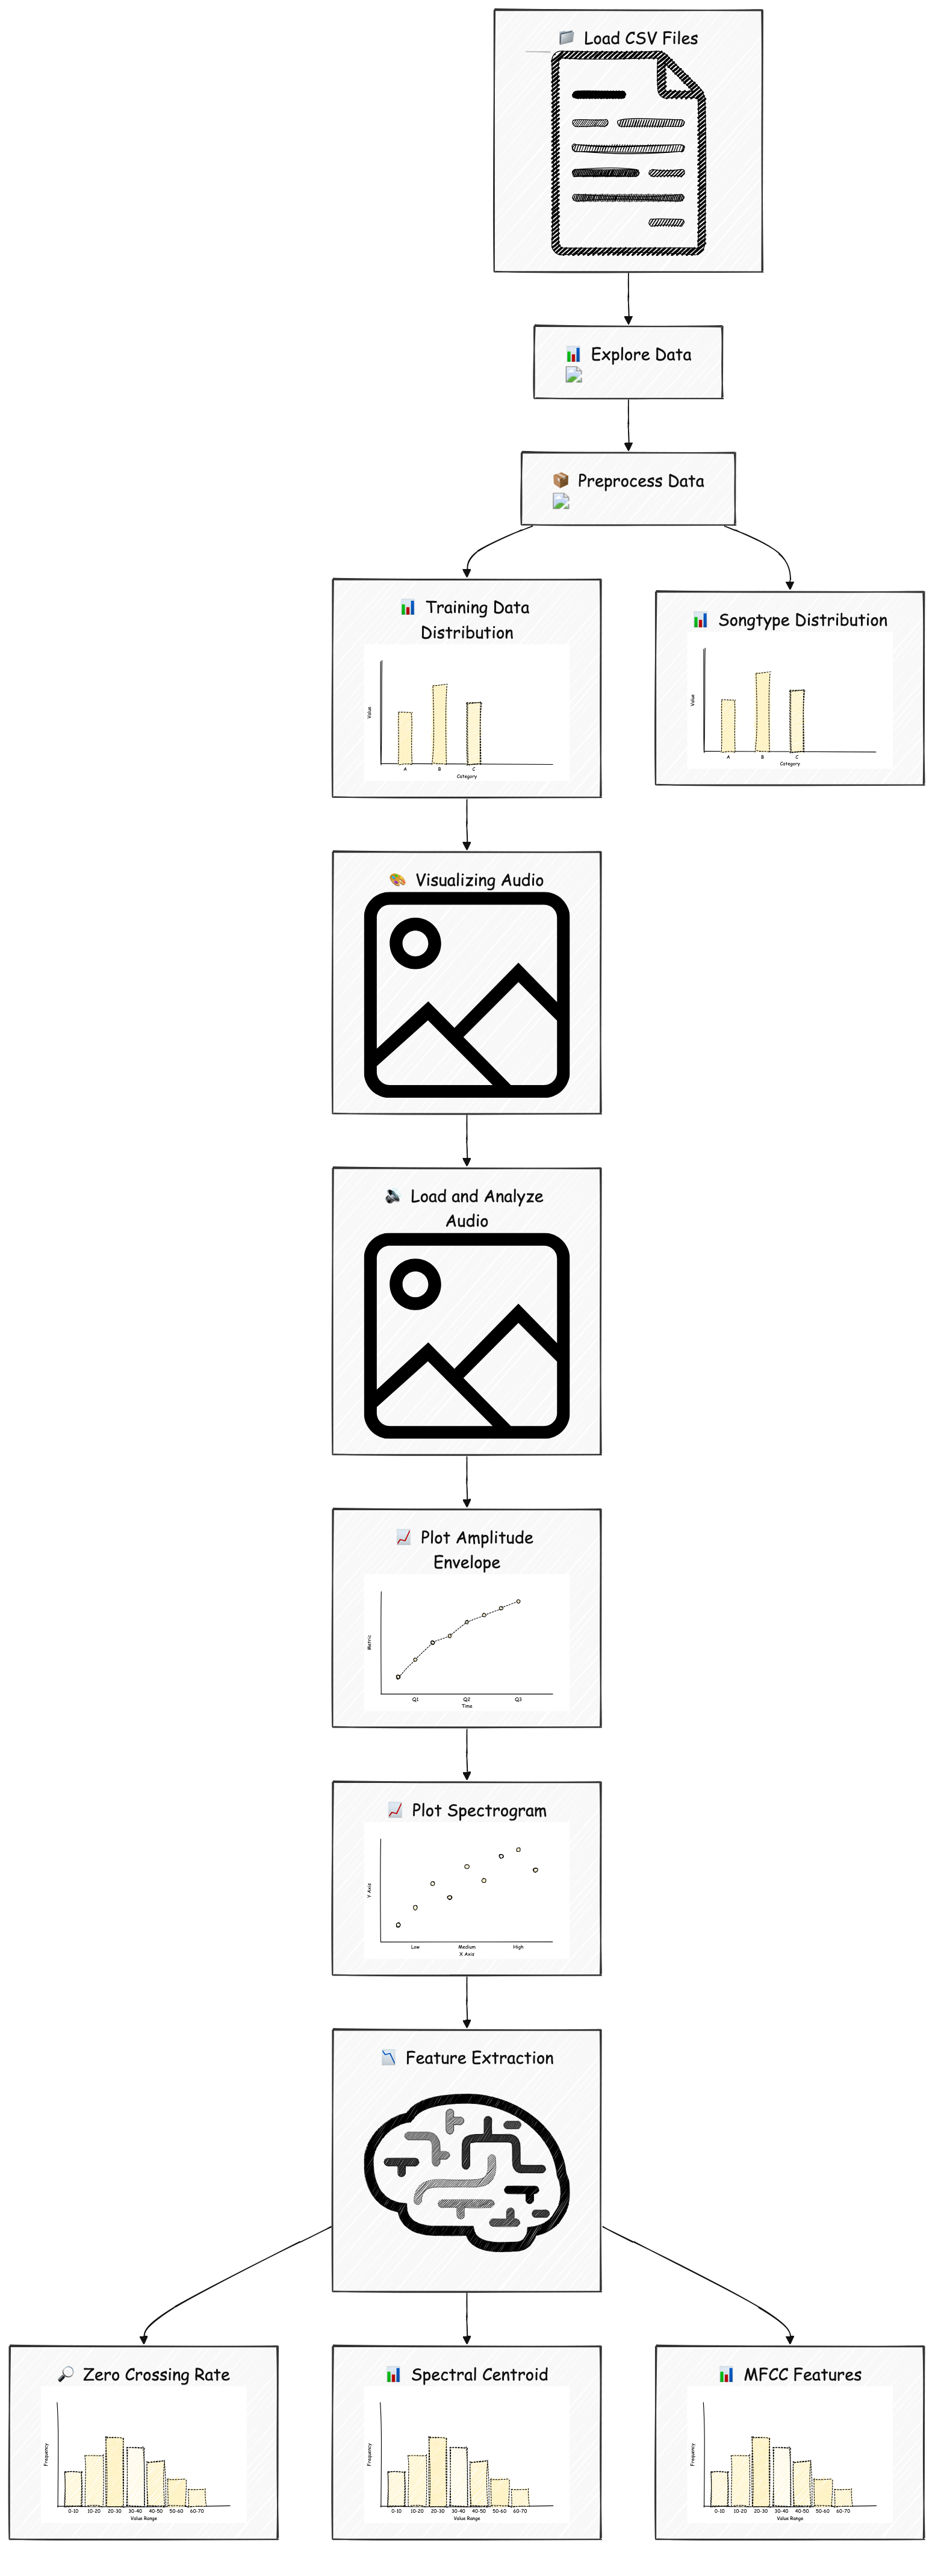 Load CSV Files
Explore Data
Preprocess Data
Training Data
Distribution
Value
A B C
Category
Songtype Distribution
Value
A B C
Category
Visualizing Audio
Load and Analyze
Audio
Plot Amplitude
Envelope
Metric
Q1 Q2 Q3
Time
Plot Spectrogram
Y Axis
Low Medium High
X Axis
Feature Extraction
Zero Crossing Rate
Frequency
0-10 10-20 20-30 30-40 40-50 50-60 60-70
Value Range
Spectral Centroid
Frequency
0-10 10-20 20-30 30-40 40-50 50-60 60-70
Value Range
MFCC Features
Frequency
0-10 10-20 20-30 30-40 40-50 50-60 60-70
Value Range